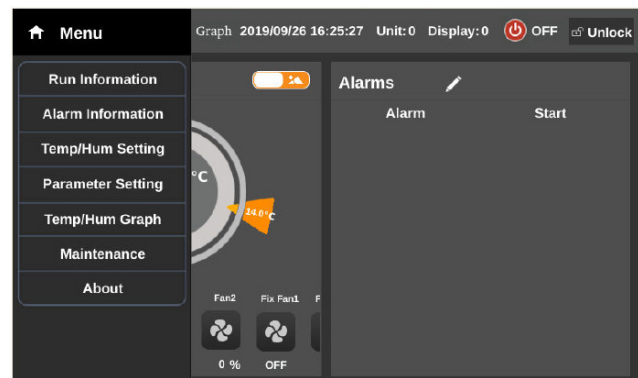 Menu
Graph 2019/09/26 16:25:27 Unit: 0 Display: 0 OFF Unlock
Run Information
Alarm Information
Temp/Hum Setting
Parameter Setting
Temp/Hum Graph
Maintenance
About
°C
14.0°C
Fan2 Fix Fan1 F
0 % OFF
Alarms
Alarm Start